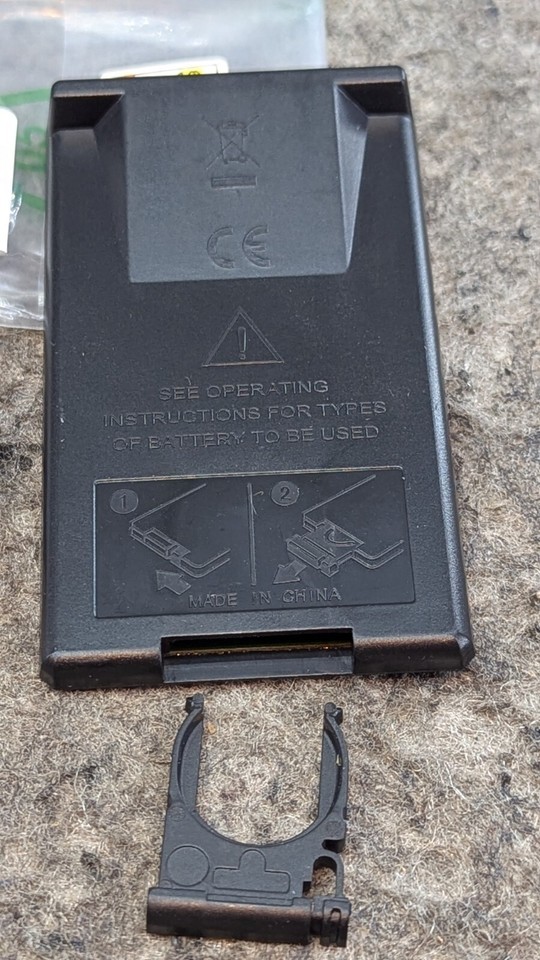 CE
SEE OPERATING
INSTRUCTIONS FOR TYPES
OF BATTERY TO BE USED
1 2
MADE IN CHINA